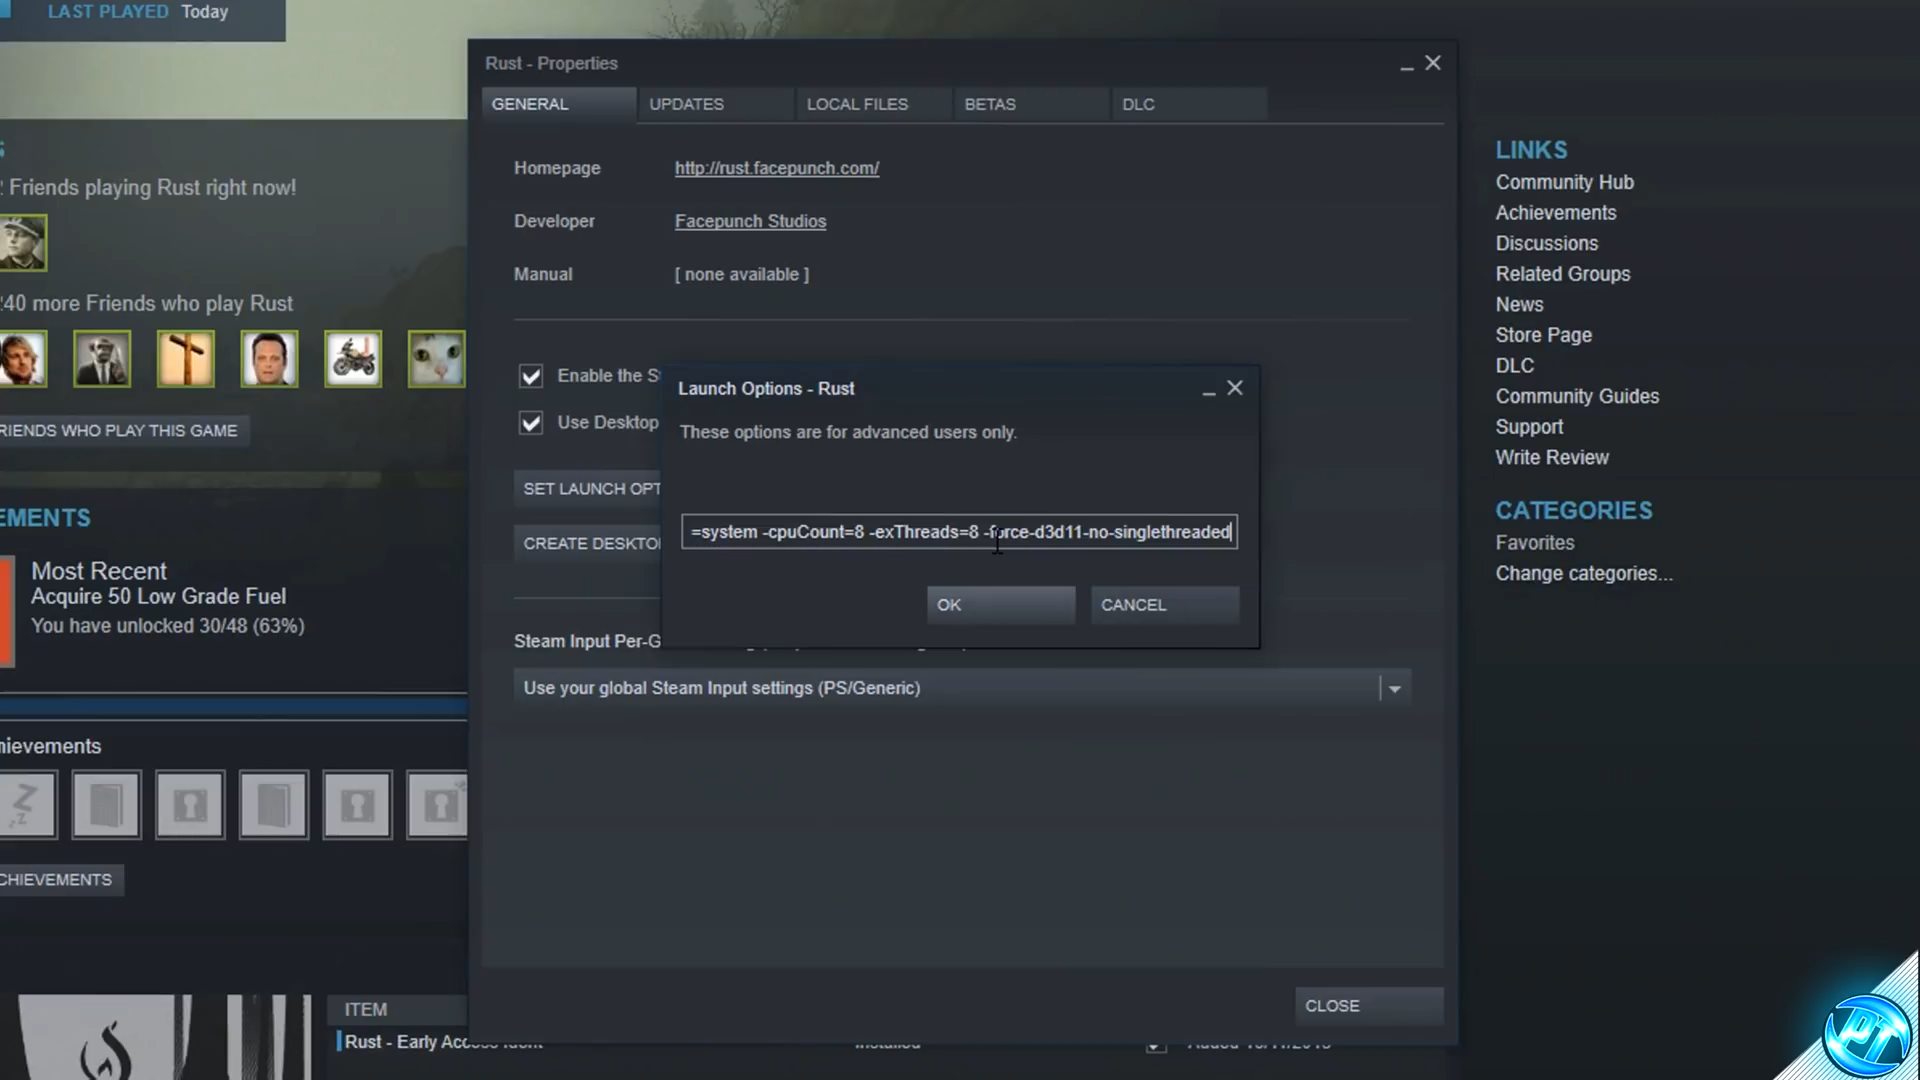 LAST PLAYED Today
Friends playing Rust right now!
40 more Friends who play Rust
RIENDS WHO PLAY THIS GAME
EMENTS
Most Recent
Acquire 50 Low Grade Fuel
You have unlocked 30/48 (63%)
hievements
CHIEVEMENTS
ITEM
Rust - Early Access
Installed
Rust - Properties
GENERAL
UPDATES
LOCAL FILES
BETAS
DLC
Homepage
http://rust.facepunch.com/
Developer
Facepunch Studios
Manual
[ none available ]
Enable the S
Use Desktop
SET LAUNCH OPT
CREATE DESKTO
Launch Options - Rust
These options are for advanced users only.
=system -cpuCount=8 -exThreads=8 -force-d3d11-no-singlethreaded
OK
CANCEL
Steam Input Per-G
Use your global Steam Input settings (PS/Generic)
CLOSE
LINKS
Community Hub
Achievements
Discussions
Related Groups
News
Store Page
DLC
Community Guides
Support
Write Review
CATEGORIES
Favorites
Change categories...
PT